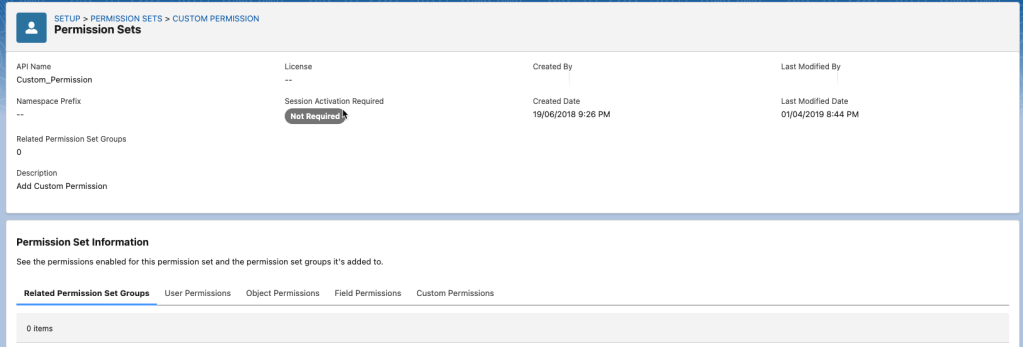 SETUP > PERMISSION SETS > CUSTOM PERMISSION
Permission Sets
API Name
Custom_Permission
License
--
Created By
Last Modified By
Namespace Prefix
--
Session Activation Required
Not Required
Created Date
19/06/2018 9:26 PM
Last Modified Date
01/04/2019 8:44 PM
Related Permission Set Groups
0
Description
Add Custom Permission
Permission Set Information
See the permissions enabled for this permission set and the permission set groups it's added to.
Related Permission Set Groups User Permissions Object Permissions Field Permissions Custom Permissions
0 items